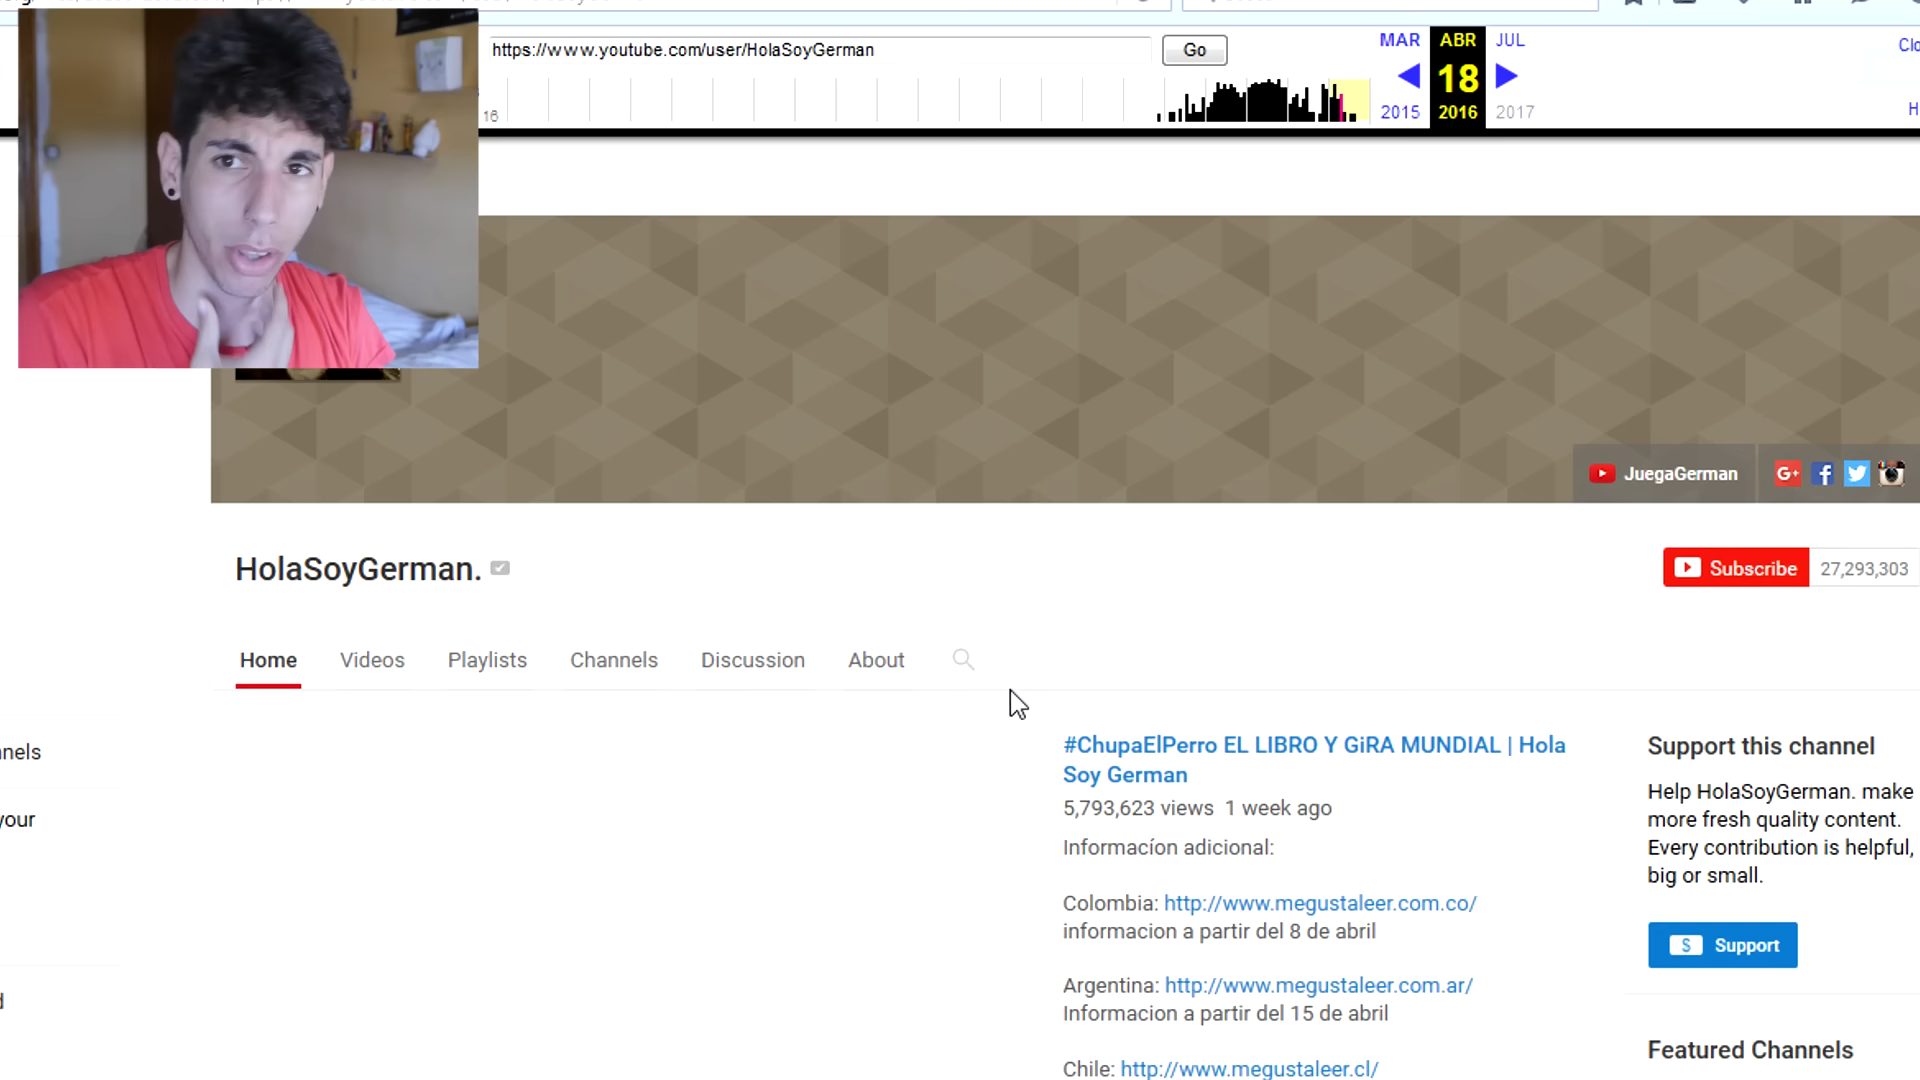 https://www.youtube.com/user/HolaSoyGerman
Go
MAR
ABR
JUL
18
2015
2016
2017
16
JuegaGerman
HolaSoyGerman.
Subscribe
27,293,303
Home
Videos
Playlists
Channels
Discussion
About
#ChupaElPerro EL LIBRO Y GiRA MUNDIAL | Hola
Soy German
5,793,623 views 1 week ago
Informacíon adicional:
Colombia: http://www.megustaleer.com.co/
informacion a partir del 8 de abril
Argentina: http://www.megustaleer.com.ar/
Informacion a partir del 15 de abril
Chile: http://www.megustaleer.cl/
Support this channel
Help HolaSoyGerman. make
more fresh quality content.
Every contribution is helpful,
big or small.
S Support
Featured Channels